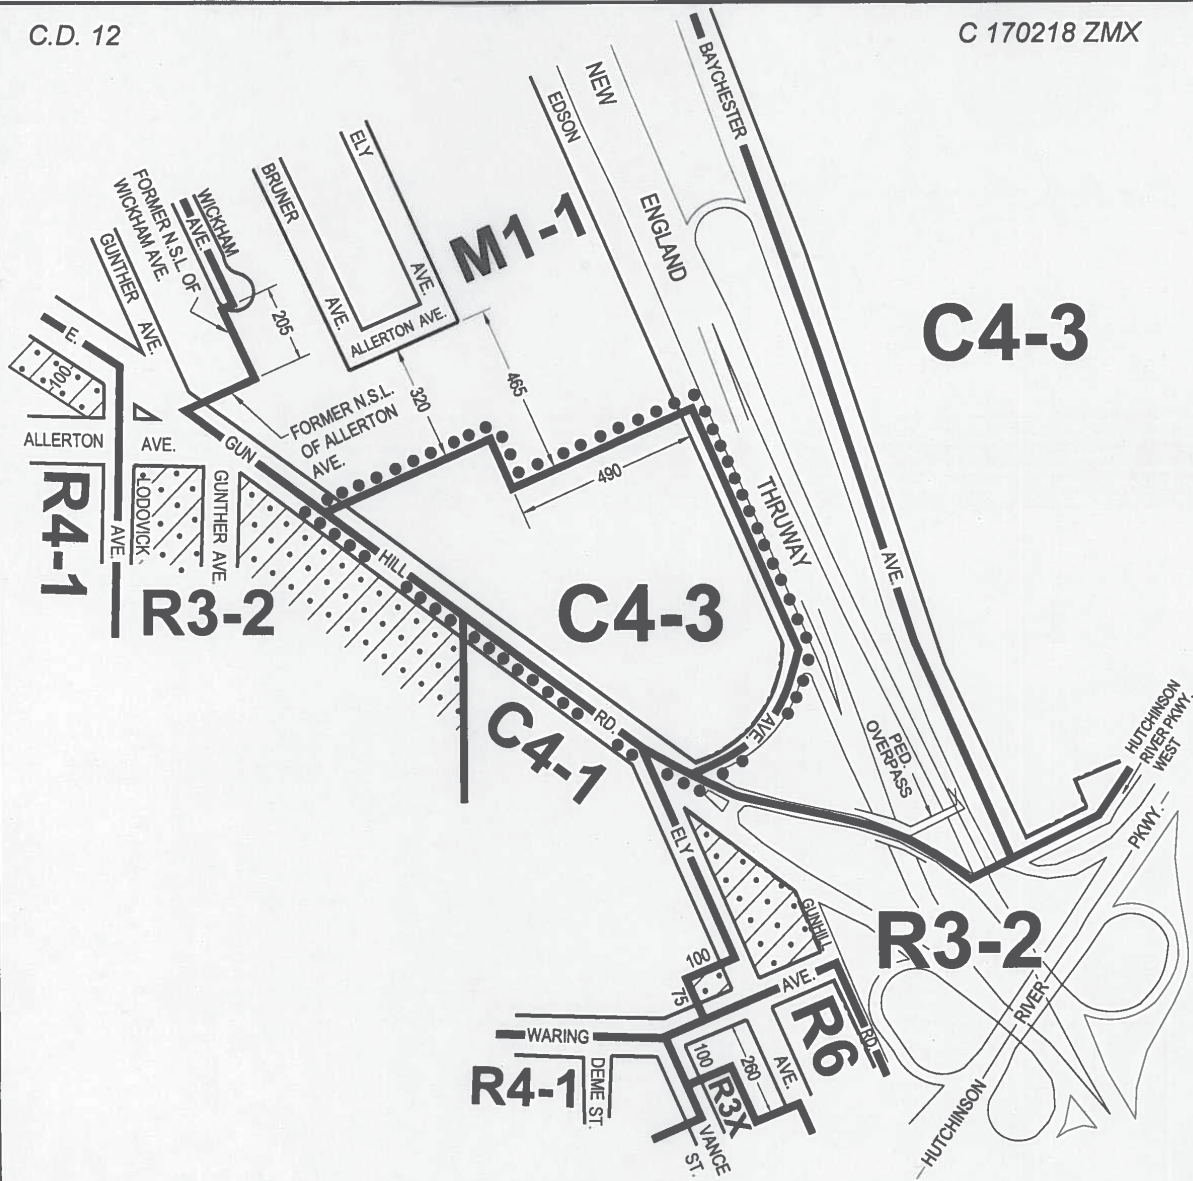 C.D. 12
C 170218 ZMX
BAYCHESTER
NEW
EDSON
ELY
BRUNER
FORMER N.S.L. OF
WICKHAM AVE.
WICKHAM
AVE.
GUNTHER
AVE.
ENGLAND
M1-1
C4-3
205
AVE.
AVE.
ALLERTON AVE.
E.
100
465
320
FORMER N.S.L.
OF ALLERTON
AVE.
ALLERTON
AVE.
GUN
490
R4-1
LODOVICK
GUNTHER AVE.
THRUWAY
AVE.
HILL
AVE.
R3-2
C4-3
C4-1
RD.
AVE.
PED.
OVERPASS
HUTCHINSON
RIVER PKWY.
WEST
PKWY.
ELY
GUNHILL
R3-2
100
75
AVE.
RIVER
R6
RD.
WARING
100
260
AVE.
R4-1
DEME ST.
R3X
VANCE
ST.
HUTCHINSON